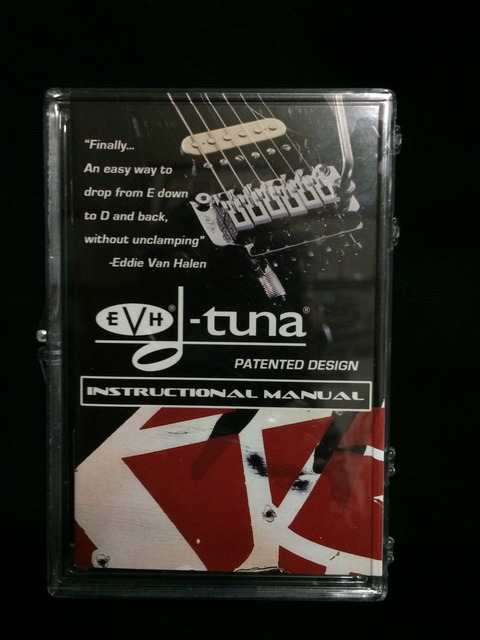 "Finally...
An easy way to
drop from E down
to D and back,
without unclamping"
-Eddie Van Halen
EVH® d-tuna®
PATENTED DESIGN
INSTRUCTIONAL MANUAL